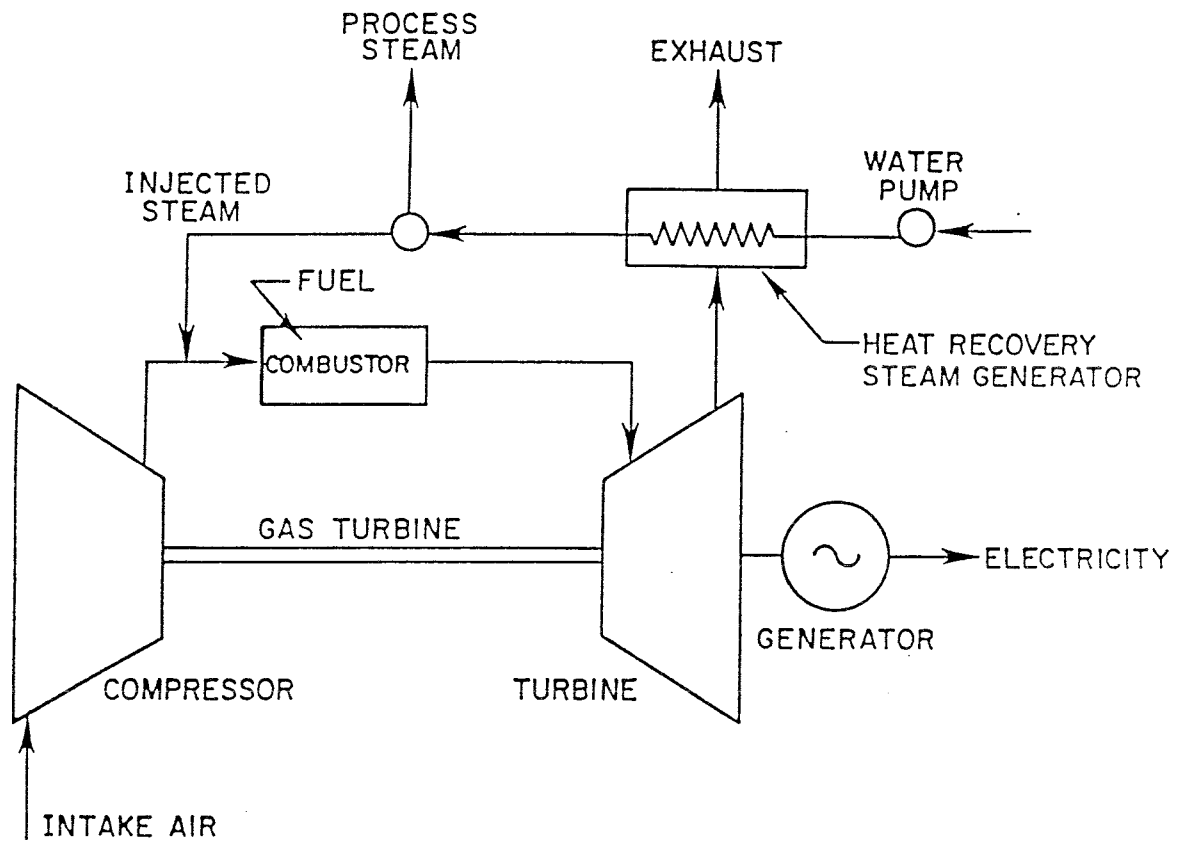 PROCESS
STEAM
EXHAUST
WATER
PUMP
INJECTED
STEAM
FUEL
COMBUSTOR
HEAT RECOVERY
STEAM GENERATOR
GAS TURBINE
ELECTRICITY
GENERATOR
COMPRESSOR
TURBINE
INTAKE AIR